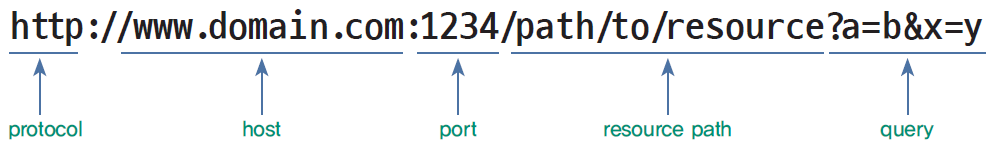 http://www.domain.com:1234/path/to/resource?a=b&x=y
protocol host port resource path query